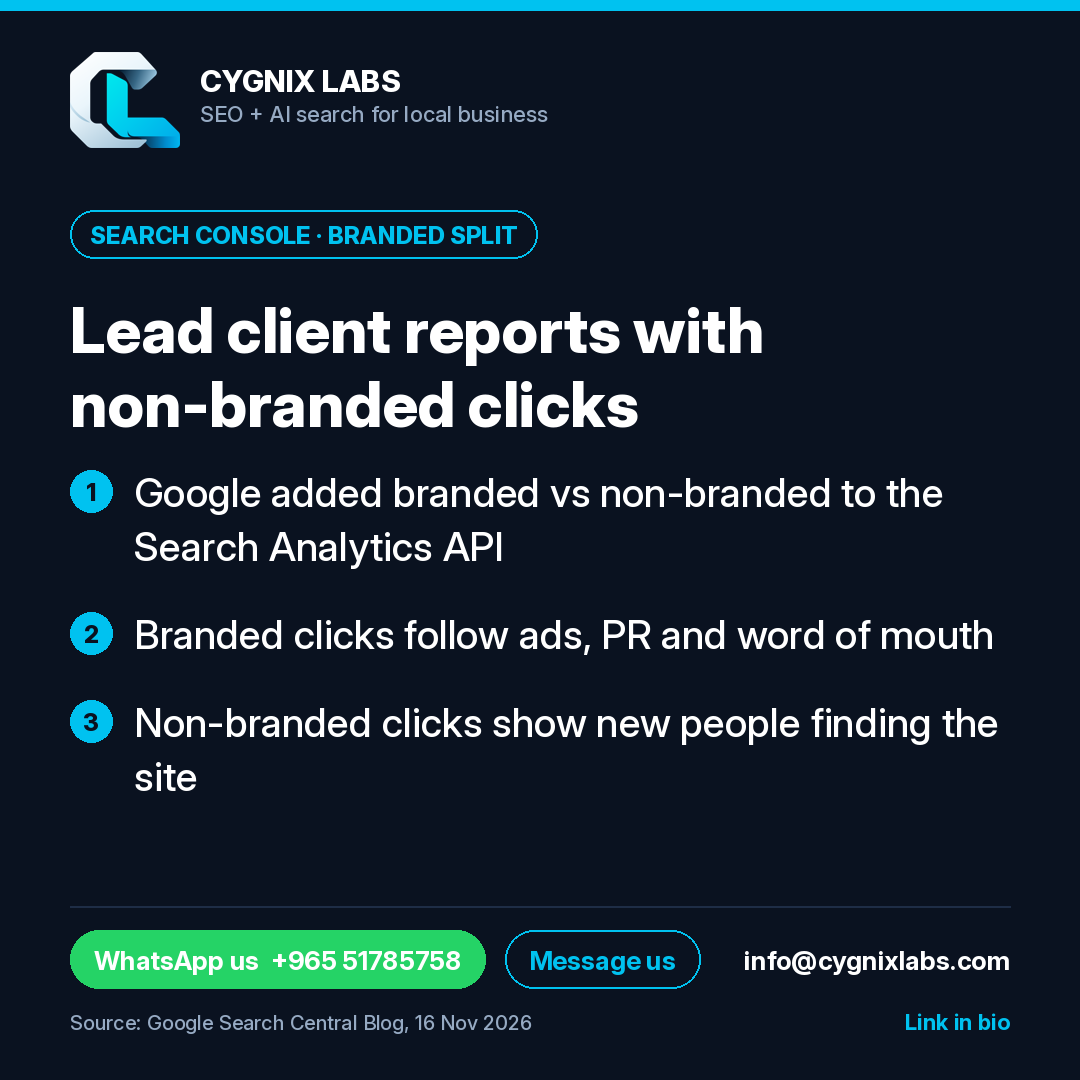 CYGNIX LABS
SEO + AI search for local business
SEARCH CONSOLE · BRANDED SPLIT
Lead client reports with
non-branded clicks
1 Google added branded vs non-branded to the
Search Analytics API
2 Branded clicks follow ads, PR and word of mouth
3 Non-branded clicks show new people finding the
site
WhatsApp us +965 51785758
Message us
info@cygnixlabs.com
Source: Google Search Central Blog, 16 Nov 2026
Link in bio